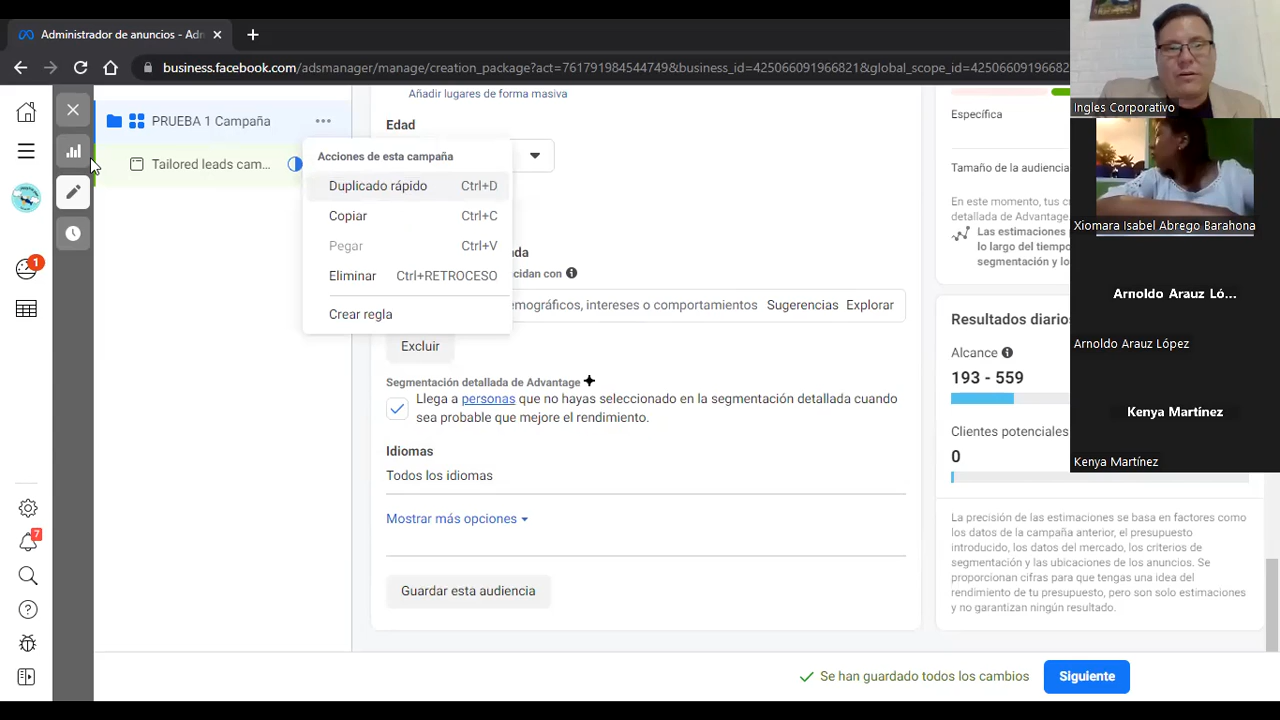 Administrador de anuncios - Adr
business.facebook.com/adsmanager/manage/creation_package?act=761791984544749&business_id=425066091966821&global_scope_id=425066091966821
PRUEBA 1 Campaña
Tailored leads cam...
Acciones de esta campaña
Duplicado rápido Ctrl+D
Copiar Ctrl+C
Pegar Ctrl+V
Eliminar Ctrl+RETROCESO
Crear regla
1
7
Añadir lugares de forma masiva
Edad
cidan con
emográficos, intereses o comportamientos Sugerencias Explorar
Excluir
Segmentación detallada de Advantage
Llega a personas que no hayas seleccionado en la segmentación detallada cuando
sea probable que mejore el rendimiento.
Idiomas
Todos los idiomas
Mostrar más opciones
Guardar esta audiencia
Específica
Tamaño de la audiencia
En este momento, tus c
detallada de Advantage
Las estimaciones
lo largo del tiempo
segmentación y lo
Resultados diarios
Alcance
193 - 559
Clientes potenciales
0
La precisión de las estimaciones se basa en factores como
los datos de la campaña anterior, el presupuesto
introducido, los datos del mercado, los criterios de
segmentación y las ubicaciones de los anuncios. Se
proporcionan cifras para que tengas una idea del
rendimiento de tu presupuesto, pero son solo estimaciones
y no garantizan ningún resultado.
Se han guardado todos los cambios
Siguiente
Ingles Corporativo
Xiomara Isabel Abrego Barahona
Arnoldo Arauz Ló...
Arnoldo Arauz López
Kenya Martínez
Kenya Martínez